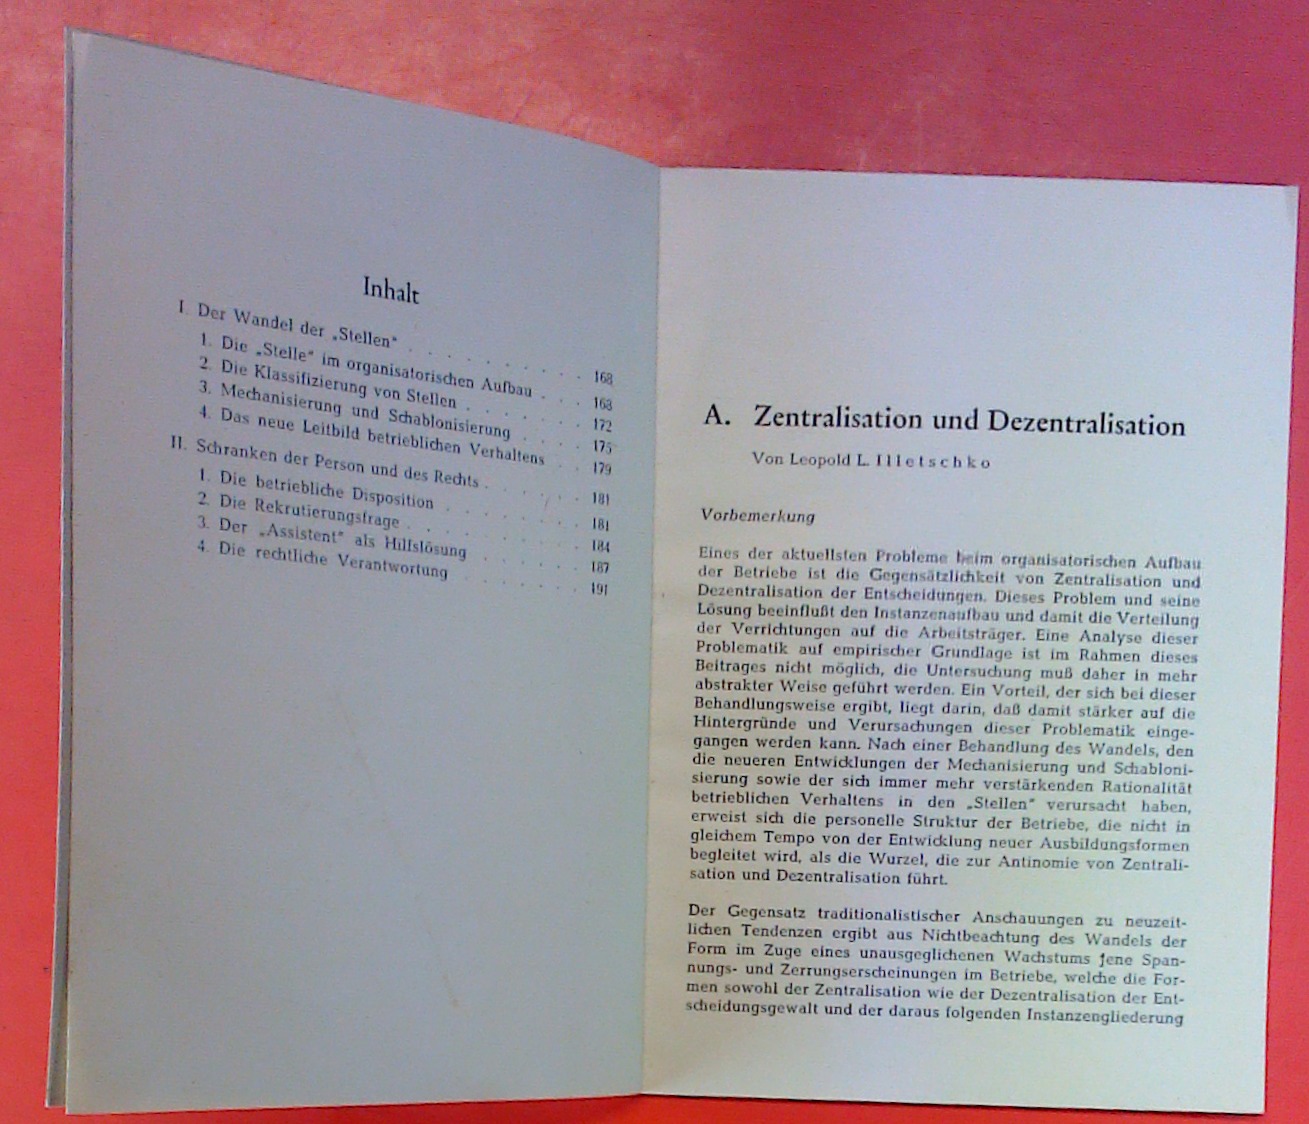 Inhalt
I. Der Wandel der „Stellen“ . . . . . . . . . 168
1. Die „Stelle“ im organisatorischen Aufbau . . . 168
2. Die Klassifizierung von Stellen . . . . . . 172
3. Mechanisierung und Schablonisierung . . . . 175
4. Das neue Leitbild betrieblichen Verhaltens . . 179
II. Schranken der Person und des Rechts . . . . . 181
1. Die betriebliche Disposition . . . . . . . 181
2. Die Rekrutierungsfrage . . . . . . . . 184
3. Der „Assistent“ als Hilfslösung . . . . . . 187
4. Die rechtliche Verantwortung . . . . . . 191
A. Zentralisation und Dezentralisation
Von Leopold L. Illetschko
Vorbemerkung
Eines der aktuellsten Probleme beim organisatorischen Aufbau
der Betriebe ist die Gegensätzlichkeit von Zentralisation und
Dezentralisation der Entscheidungen. Dieses Problem und seine
Lösung beeinflußt den Instanzenaufbau und damit die Verteilung
der Verrichtungen auf die Arbeitsträger. Eine Analyse dieser
Problematik auf empirischer Grundlage ist im Rahmen dieses
Beitrages nicht möglich, die Untersuchung muß daher in mehr
abstrakter Weise geführt werden. Ein Vorteil, der sich bei dieser
Behandlungsweise ergibt, liegt darin, daß damit stärker auf die
Hintergründe und Verursachungen dieser Problematik einge-
gangen werden kann. Nach einer Behandlung des Wandels, den
die neueren Entwicklungen der Mechanisierung und Schabloni-
sierung sowie der sich immer mehr verstärkenden Rationalität
betrieblichen Verhaltens in den „Stellen“ verursacht haben,
erweist sich die personelle Struktur der Betriebe, die nicht in
gleichem Tempo von der Entwicklung neuer Ausbildungsformen
begleitet wird, als die Wurzel, die zur Antinomie von Zentrali-
sation und Dezentralisation führt.
Der Gegensatz traditionalistischer Anschauungen zu neuzeit-
lichen Tendenzen ergibt aus Nichtbeachtung des Wandels der
Form im Zuge eines unausgeglichenen Wachstums jene Span-
nungs- und Zerrungserscheinungen im Betriebe, welche die For-
men sowohl der Zentralisation wie der Dezentralisation der Ent-
scheidungsgewalt und der daraus folgenden Instanzengliederung